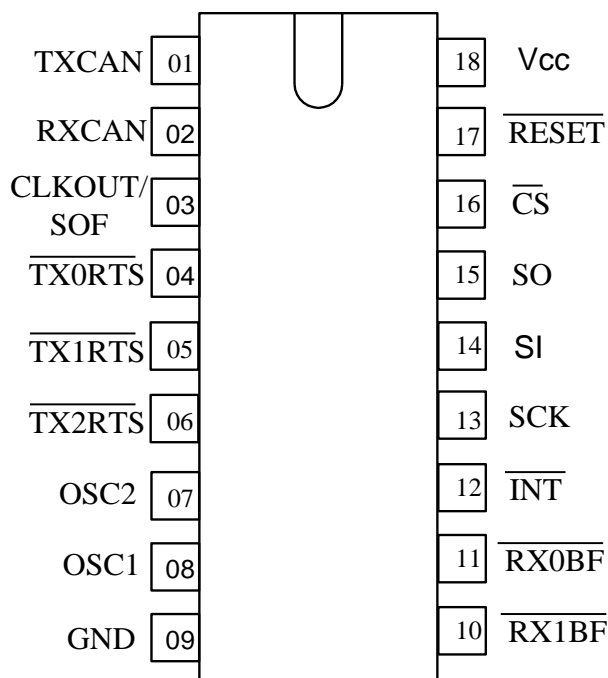 TXCAN 01
18 Vcc
RXCAN 02
17 RESET
CLKOUT/
SOF 03
16 CS
TX0RTS 04
15 SO
TX1RTS 05
14 SI
TX2RTS 06
13 SCK
OSC2 07
12 INT
OSC1 08
11 RX0BF
GND 09
10 RX1BF